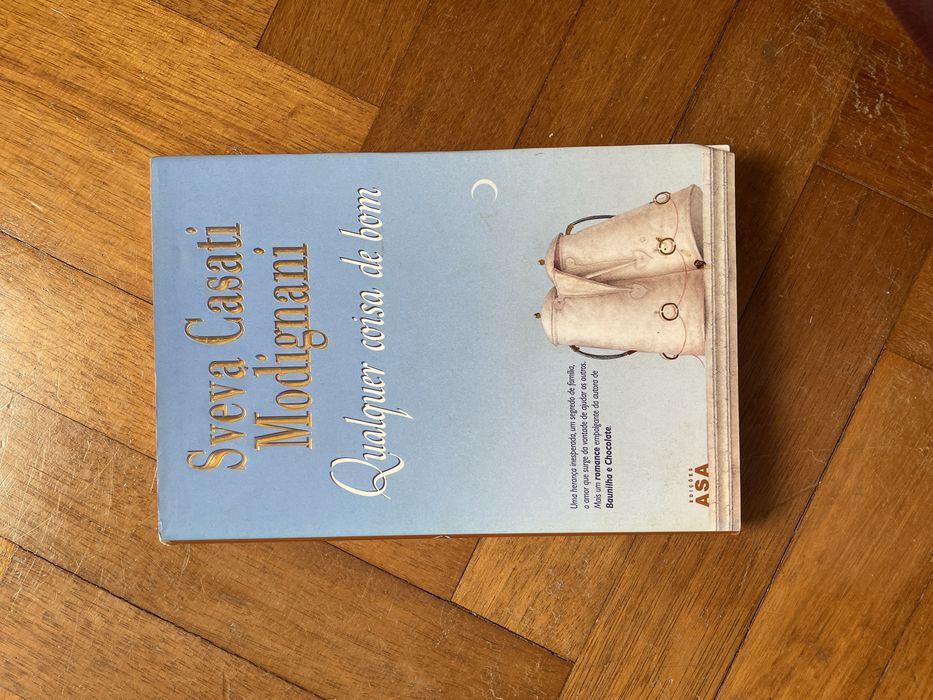 Sveva Casati
Modignani
Qualquer coisa de bom
Uma herança inesperada, um segredo de família,
o amor que surge da vontade de ajudar os outros.
Mais um romance empolgante da autora de
Baunilha e Chocolate.
EDIÇÕES
ASA